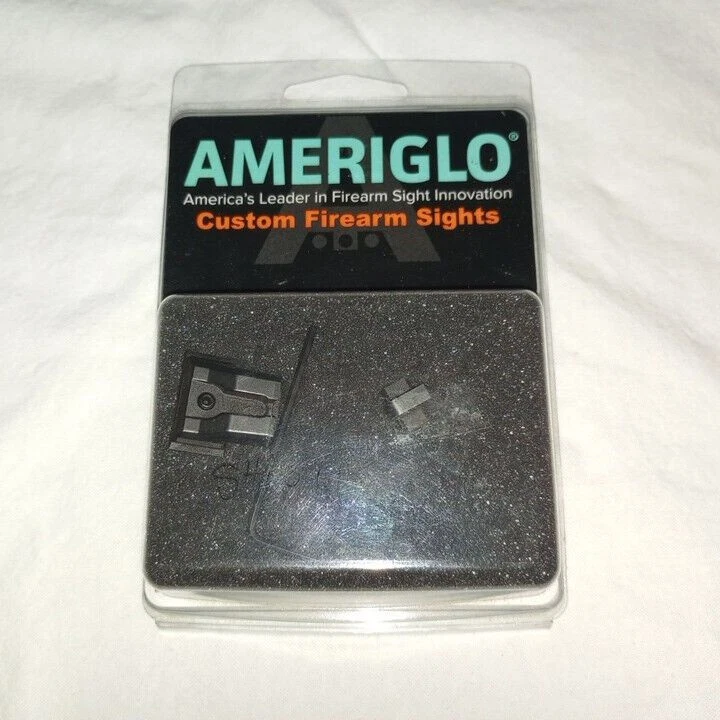 AMERIGLO®
America's Leader in Firearm Sight Innovation
Custom Firearm Sights